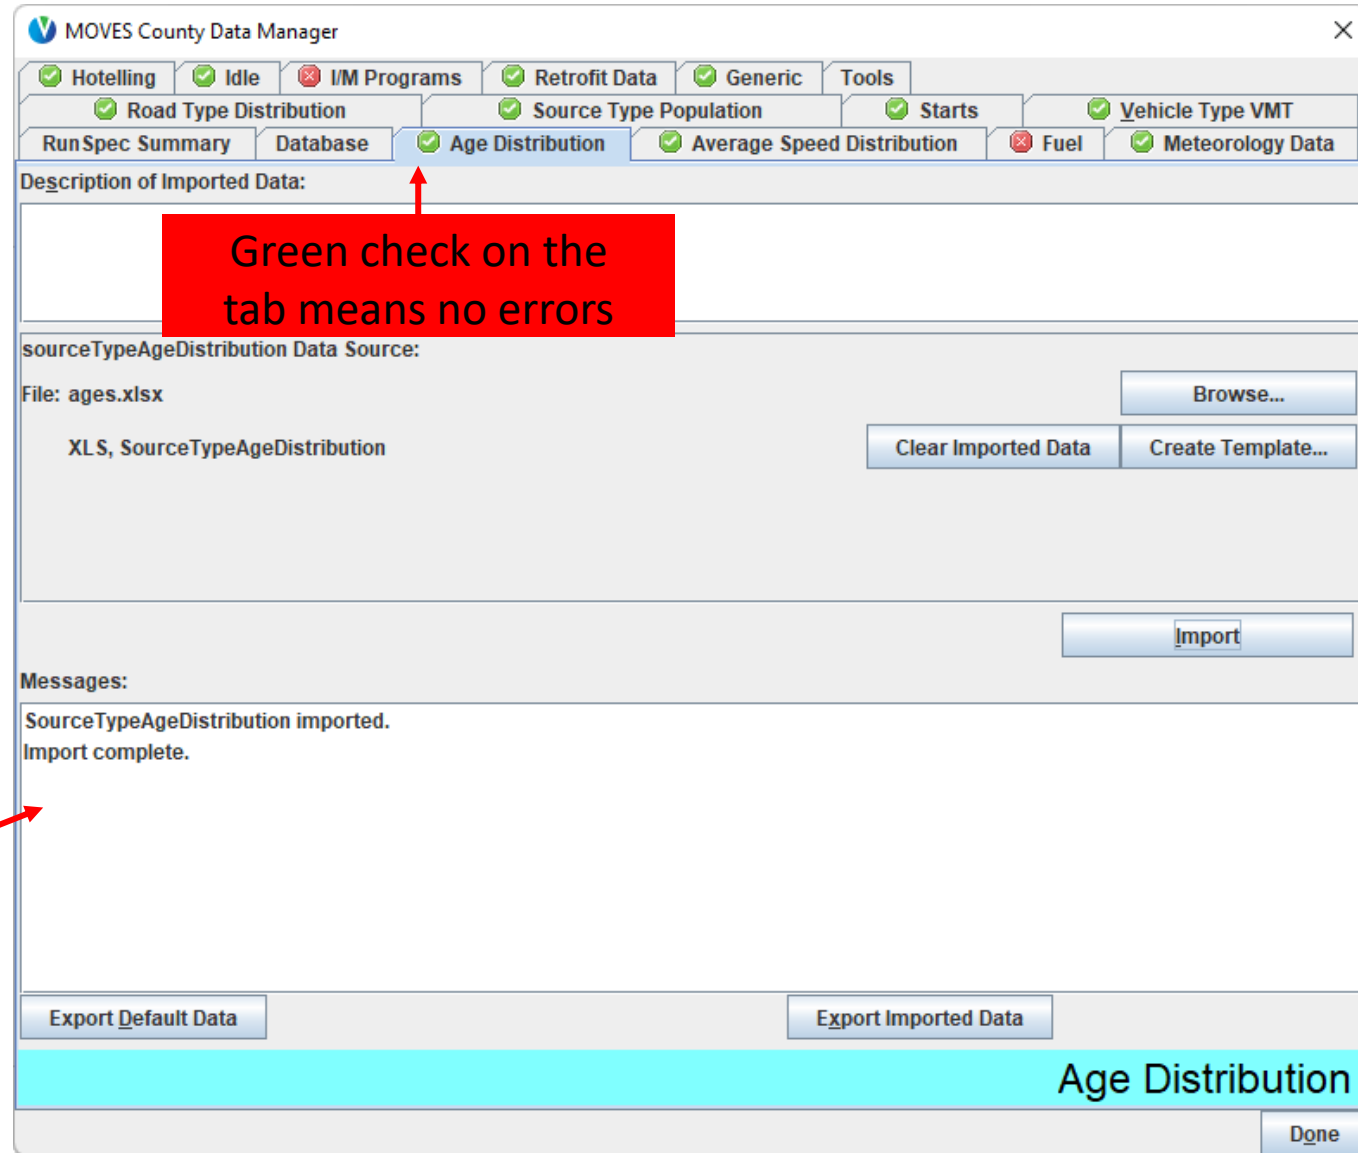 MOVES County Data Manager
Hotelling Idle I/M Programs Retrofit Data Generic Tools
Road Type Distribution Source Type Population Starts Vehicle Type VMT
RunSpec Summary Database Age Distribution Average Speed Distribution Fuel Meteorology Data
Description of Imported Data:
Green check on the
tab means no errors
sourceTypeAgeDistribution Data Source:
File: ages.xlsx Browse...
XLS, SourceTypeAgeDistribution Clear Imported Data Create Template...
Import
Messages:
SourceTypeAgeDistribution imported.
Import complete.
Export Default Data Export Imported Data
Age Distribution
Done